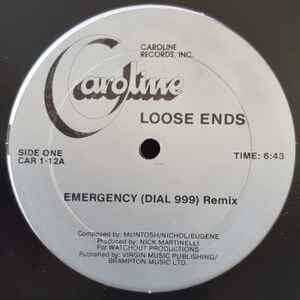 CAROLINE
RECORDS, INC.
Caroline
LOOSE ENDS
SIDE ONE
CAR 1-12A
TIME: 6:43
EMERGENCY (DIAL 999) Remix
Composed by: McINTOSH/NICHOL/EUGENE
Produced by: NICK MARTINELLI
For WATCHOUT PRODUCTIONS
Published by: VIRGIN MUSIC PUBLISHING/
BRAMPTON MUSIC LTD.